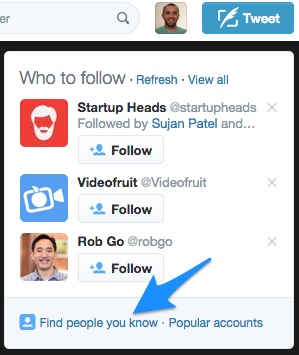 er
Tweet
Who to follow · Refresh · View all
Startup Heads @startupheads
Followed by Sujan Patel and…
Follow
Videofruit @Videofruit
Follow
Rob Go @robgo
Follow
Find people you know · Popular accounts